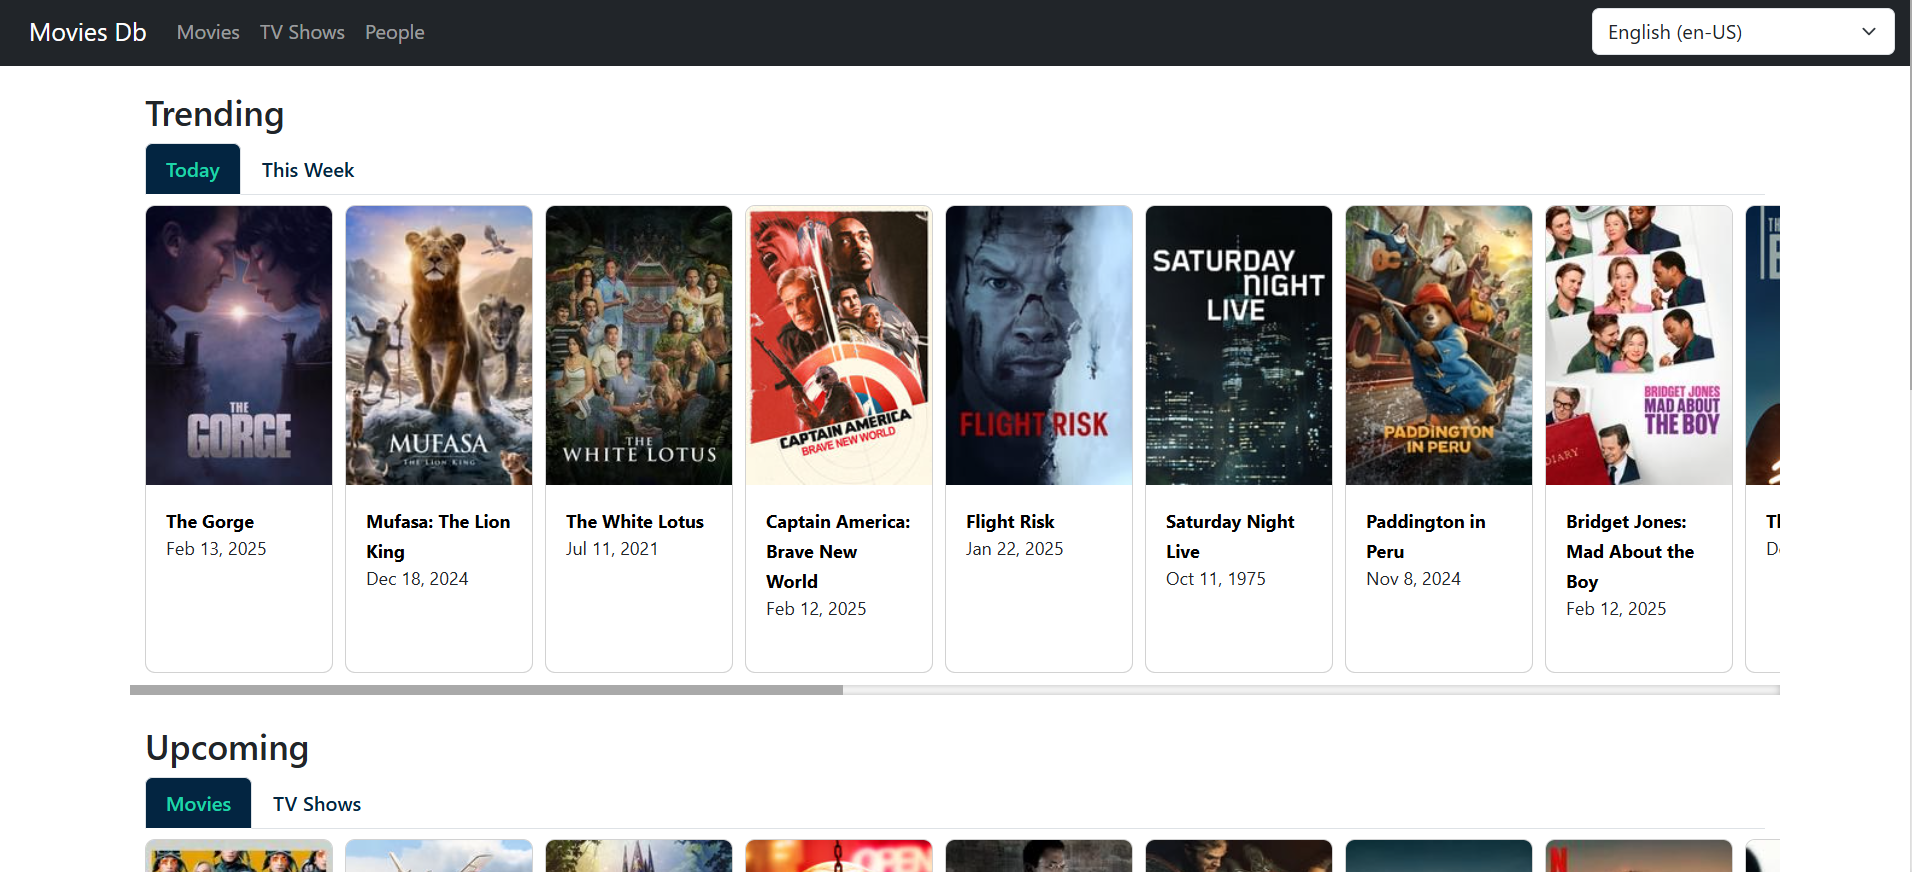 Movies Db Movies TV Shows People English (en-US)
Trending
Today This Week
THE
GORGE
MUFASA
THE LION KING
THE
WHITE LOTUS
CAPTAIN AMERICA
BRAVE NEW WORLD
FLIGHT RISK
SATURDAY
NIGHT
LIVE
PADDINGTON
IN PERU
BRIDGET JONES
MAD ABOUT
THE BOY
DIARY
The Gorge
Feb 13, 2025
Mufasa: The Lion
King
Dec 18, 2024
The White Lotus
Jul 11, 2021
Captain America:
Brave New
World
Feb 12, 2025
Flight Risk
Jan 22, 2025
Saturday Night
Live
Oct 11, 1975
Paddington in
Peru
Nov 8, 2024
Bridget Jones:
Mad About the
Boy
Feb 12, 2025
Upcoming
Movies TV Shows
OPEN
N